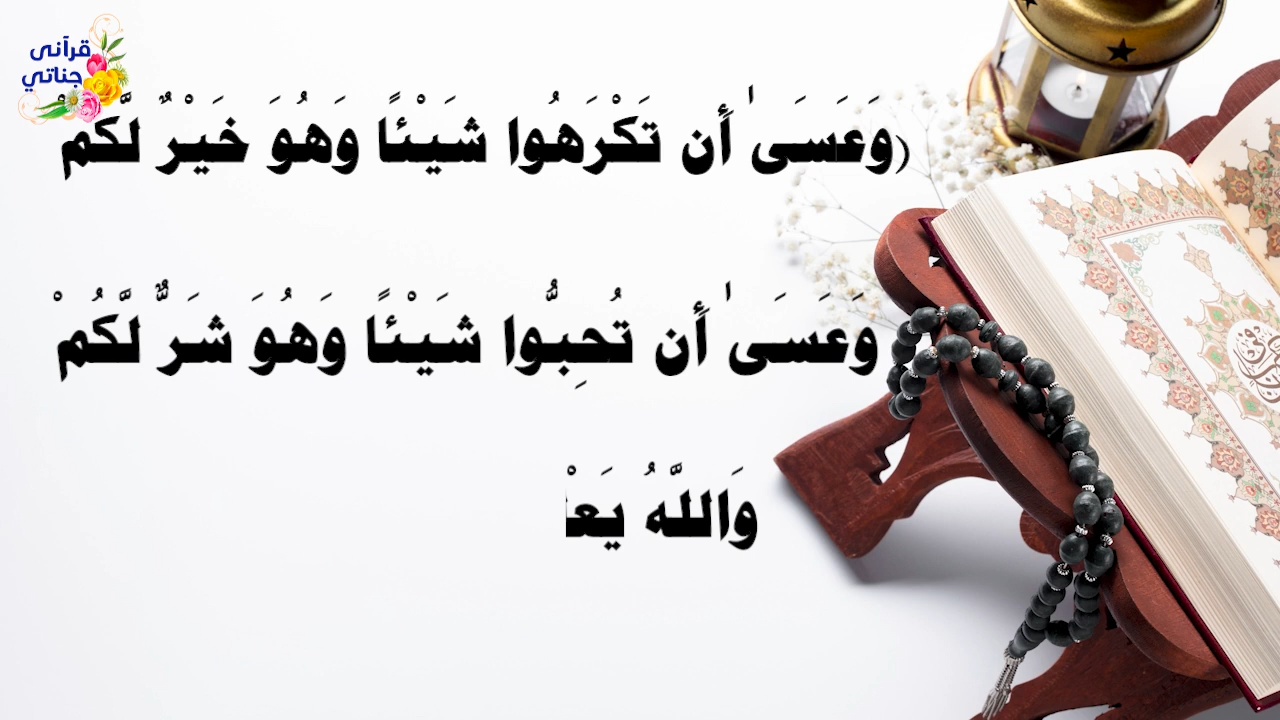 قرآنى
جناتي
(وَعَسَىٰ أَن تَكْرَهُوا شَيْئًا وَهُوَ خَيْرٌ لَّكُمْ
وَعَسَىٰ أَن تُحِبُّوا شَيْئًا وَهُوَ شَرٌّ لَّكُمْ
وَاللَّهُ يَعْ